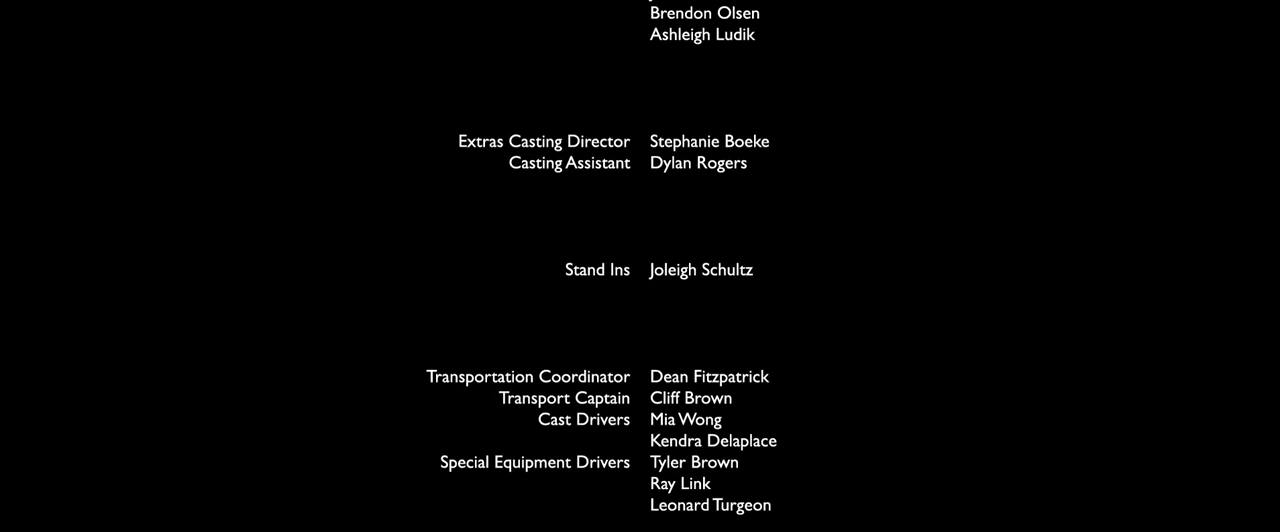 Brendon Olsen
Ashleigh Ludik
Extras Casting Director Stephanie Boeke
Casting Assistant Dylan Rogers
Stand Ins Joleigh Schultz
Transportation Coordinator Dean Fitzpatrick
Transport Captain Cliff Brown
Cast Drivers Mia Wong
Kendra Delaplace
Special Equipment Drivers Tyler Brown
Ray Link
Leonard Turgeon